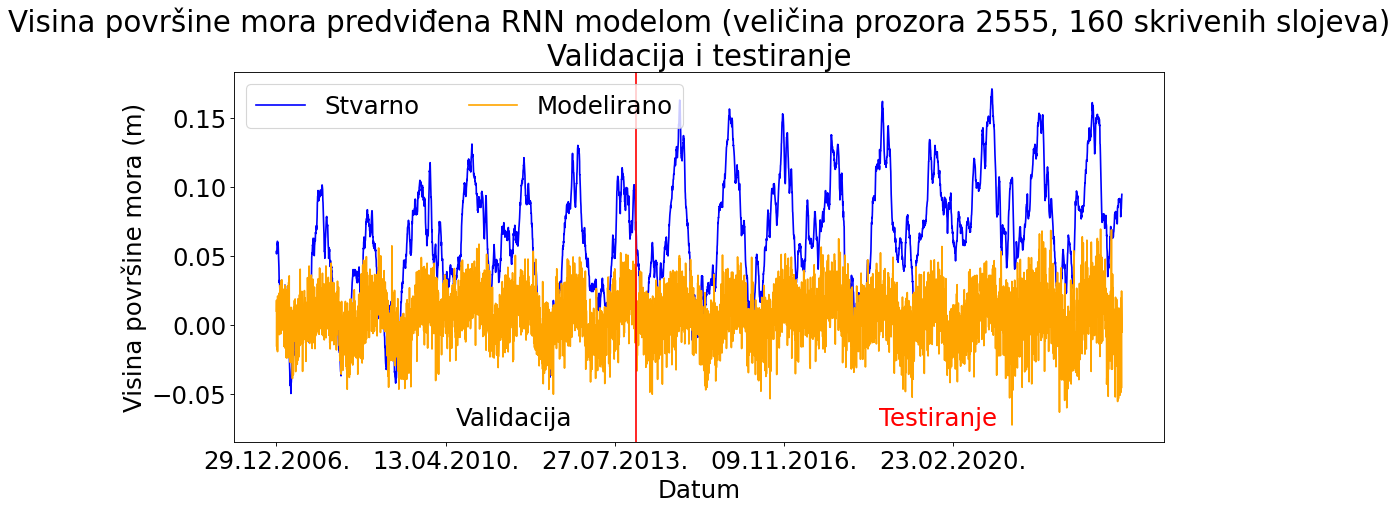 Visina površine mora predviđena RNN modelom (veličina prozora 2555, 160 skrivenih slojeva)
Validacija i testiranje
Stvarno Modelirano
Visina površine mora (m)
0.15
0.10
0.05
0.00
−0.05
Validacija Testiranje
29.12.2006. 13.04.2010. 27.07.2013. 09.11.2016. 23.02.2020.
Datum